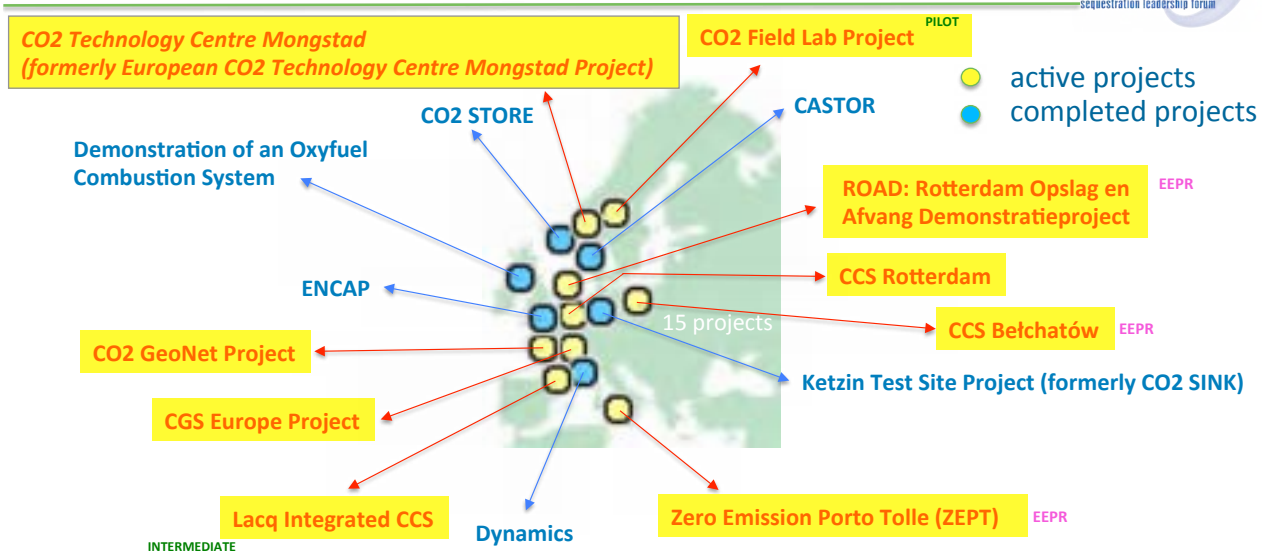 sequestration leadership forum
CO2 Technology Centre Mongstad
(formerly European CO2 Technology Centre Mongstad Project)
PILOT
CO2 Field Lab Project
active projects
completed projects
CO2 STORE
CASTOR
Demonstration of an Oxyfuel
Combustion System
ROAD: Rotterdam Opslag en
Afvang Demonstratieproject
EEPR
ENCAP
CCS Rotterdam
15 projects
CCS Bełchatów
EEPR
CO2 GeoNet Project
Ketzin Test Site Project (formerly CO2 SINK)
CGS Europe Project
Lacq Integrated CCS
INTERMEDIATE
Dynamics
Zero Emission Porto Tolle (ZEPT)
EEPR